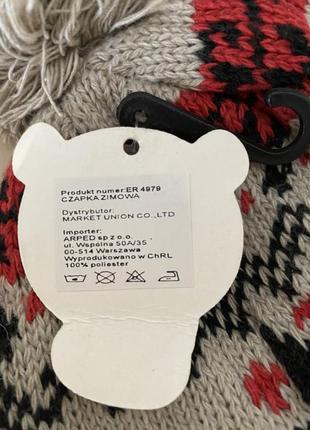 Produkt numer:ER 4979
CZAPKA ZIMOWA
Dystrybutor:
MARKET UNION CO.,LTD
Importer:
ARPED sp z o.o.
ul. Wspólna 50A/35
00-514 Warszawa
Wyprodukowano w ChRL
100% poliester